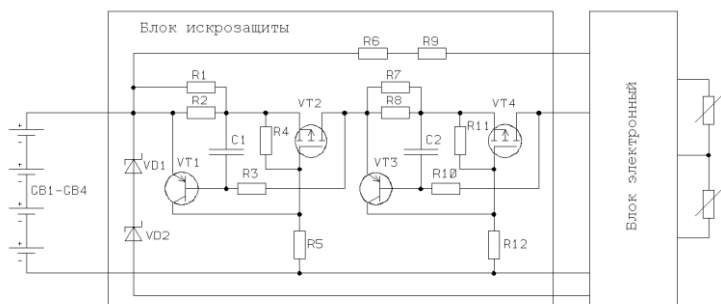 Блок искрозащиты
R6
R9
R1
R7
R2
VT2
R8
VT4
R4
R11
C1
C2
VD1
VT1
VT3
GB1-GB4
R3
R10
VD2
R5
R12
Блок электронный